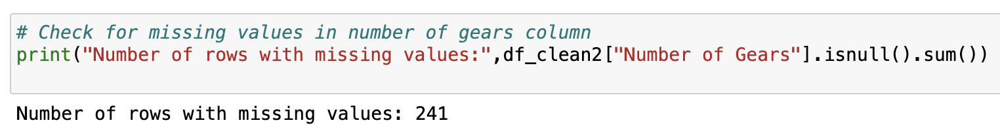 # Check for missing values in number of gears column
print("Number of rows with missing values:",df_clean2["Number of Gears"].isnull().sum())
Number of rows with missing values: 241